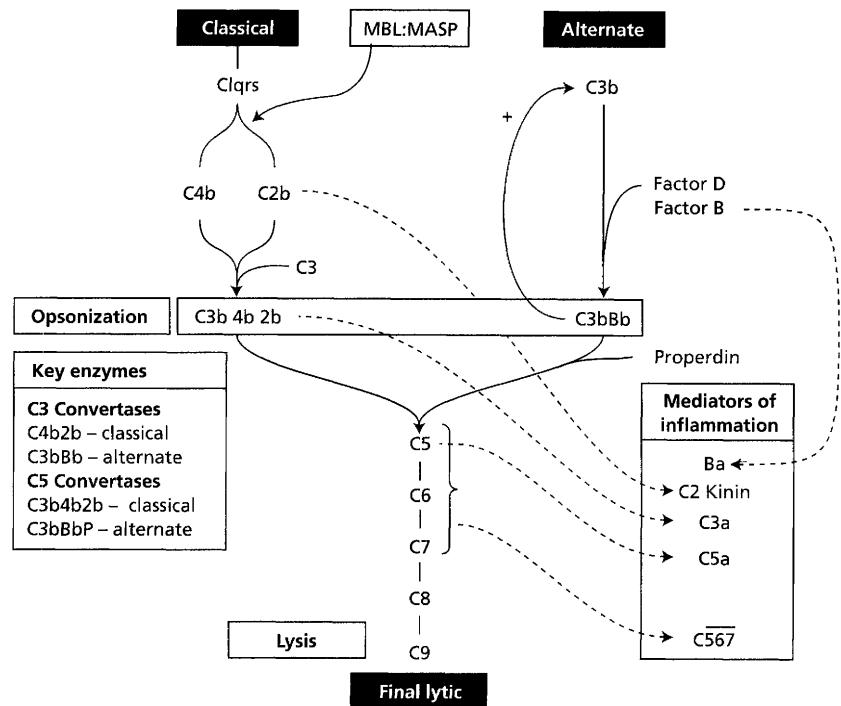 Classical
MBL:MASP
Alternate
Clqrs
C3b
+
C4b
C2b
Factor D
Factor B
C3
Opsonization
C3b 4b 2b
C3bBb
Properdin
Key enzymes
C3 Convertases
C4b2b – classical
C3bBb – alternate
C5 Convertases
C3b4b2b – classical
C3bBbP – alternate
Mediators of
inflammation
Ba
C2 Kinin
C3a
C5a
C567
C5
C6
C7
C8
C9
Lysis
Final lytic